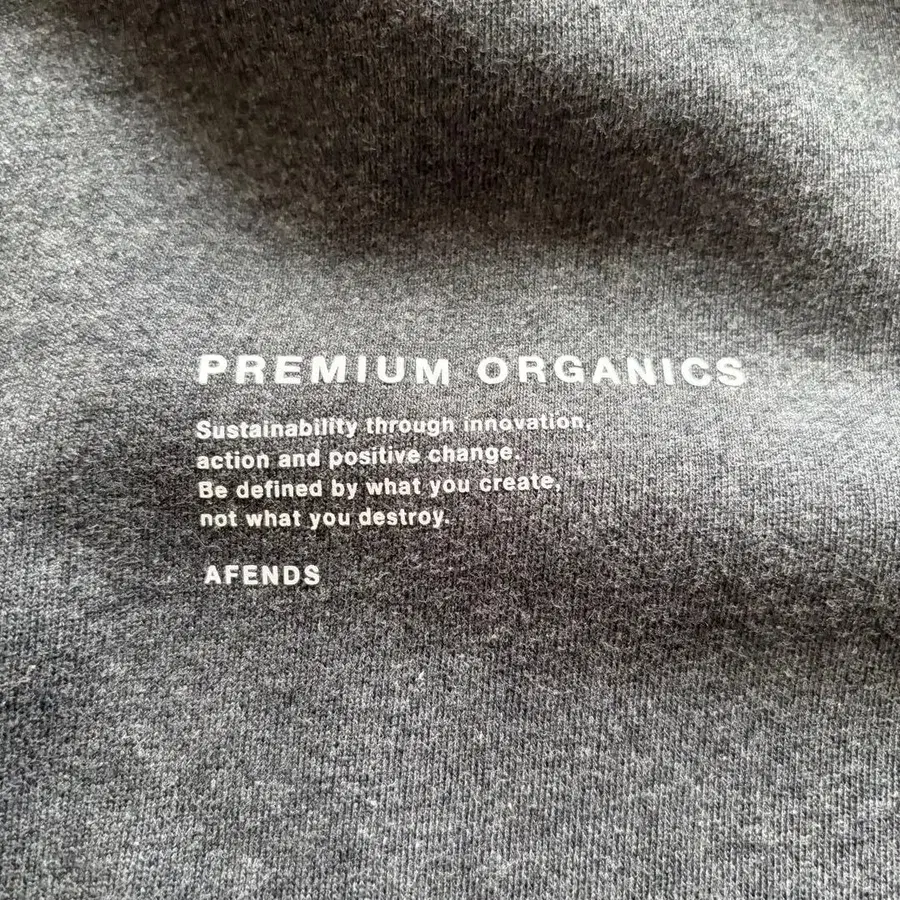 PREMIUM ORGANICS
Sustainability through innovation,
action and positive change.
Be defined by what you create,
not what you destroy.
AFENDS